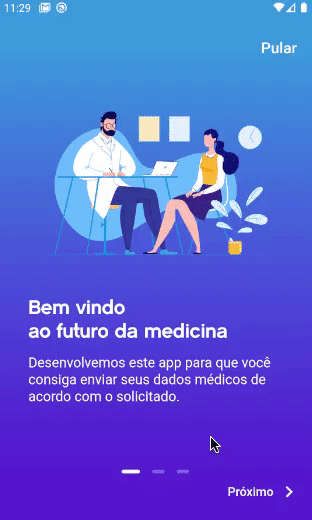 11:29
Pular
Bem vindo
ao futuro da medicina
Desenvolvemos este app para que você
consiga enviar seus dados médicos de
acordo com o solicitado.
Próximo